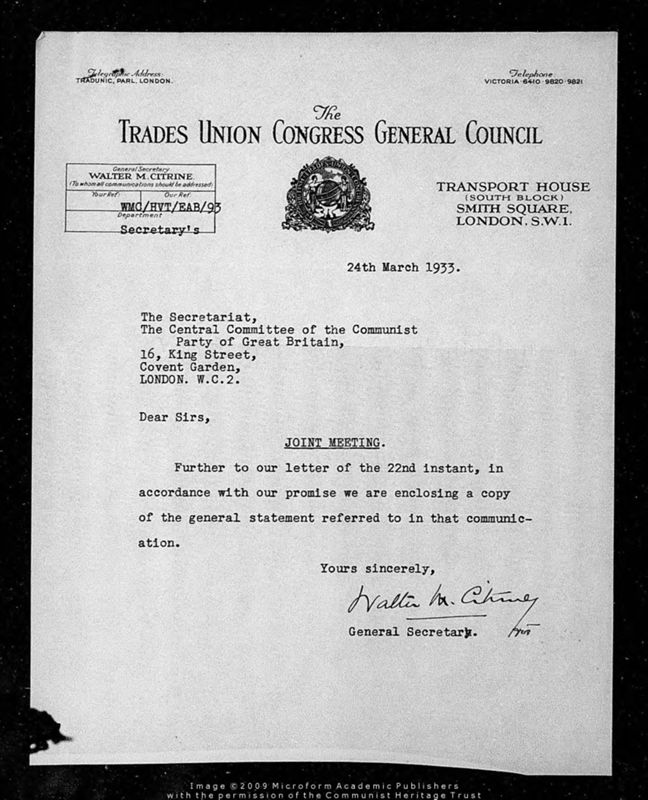 Telegraphic Address:
TRADUNIC, PARL, LONDON.
Telephone:
VICTORIA 6410·9820·9821
The
TRADES UNION CONGRESS GENERAL COUNCIL
General Secretary
WALTER M. CITRINE.
(To whom all communications should be addressed)
Your Ref: Our Ref:
WMC/HVT/EAB/93
Department
Secretary's
TRANSPORT HOUSE
(SOUTH BLOCK)
SMITH SQUARE,
LONDON, S.W.1.
24th March 1933.
The Secretariat,
The Central Committee of the Communist
Party of Great Britain,
16, King Street,
Covent Garden,
LONDON. W.C.2.
Dear Sirs,
JOINT MEETING.
Further to our letter of the 22nd instant, in
accordance with our promise we are enclosing a copy
of the general statement referred to in that communic-
ation.
Yours sincerely,
Walter M. Citrine
General Secretary.
Image ©2009 Microform Academic Publishers
with the permission of the Communist Heritage Trust